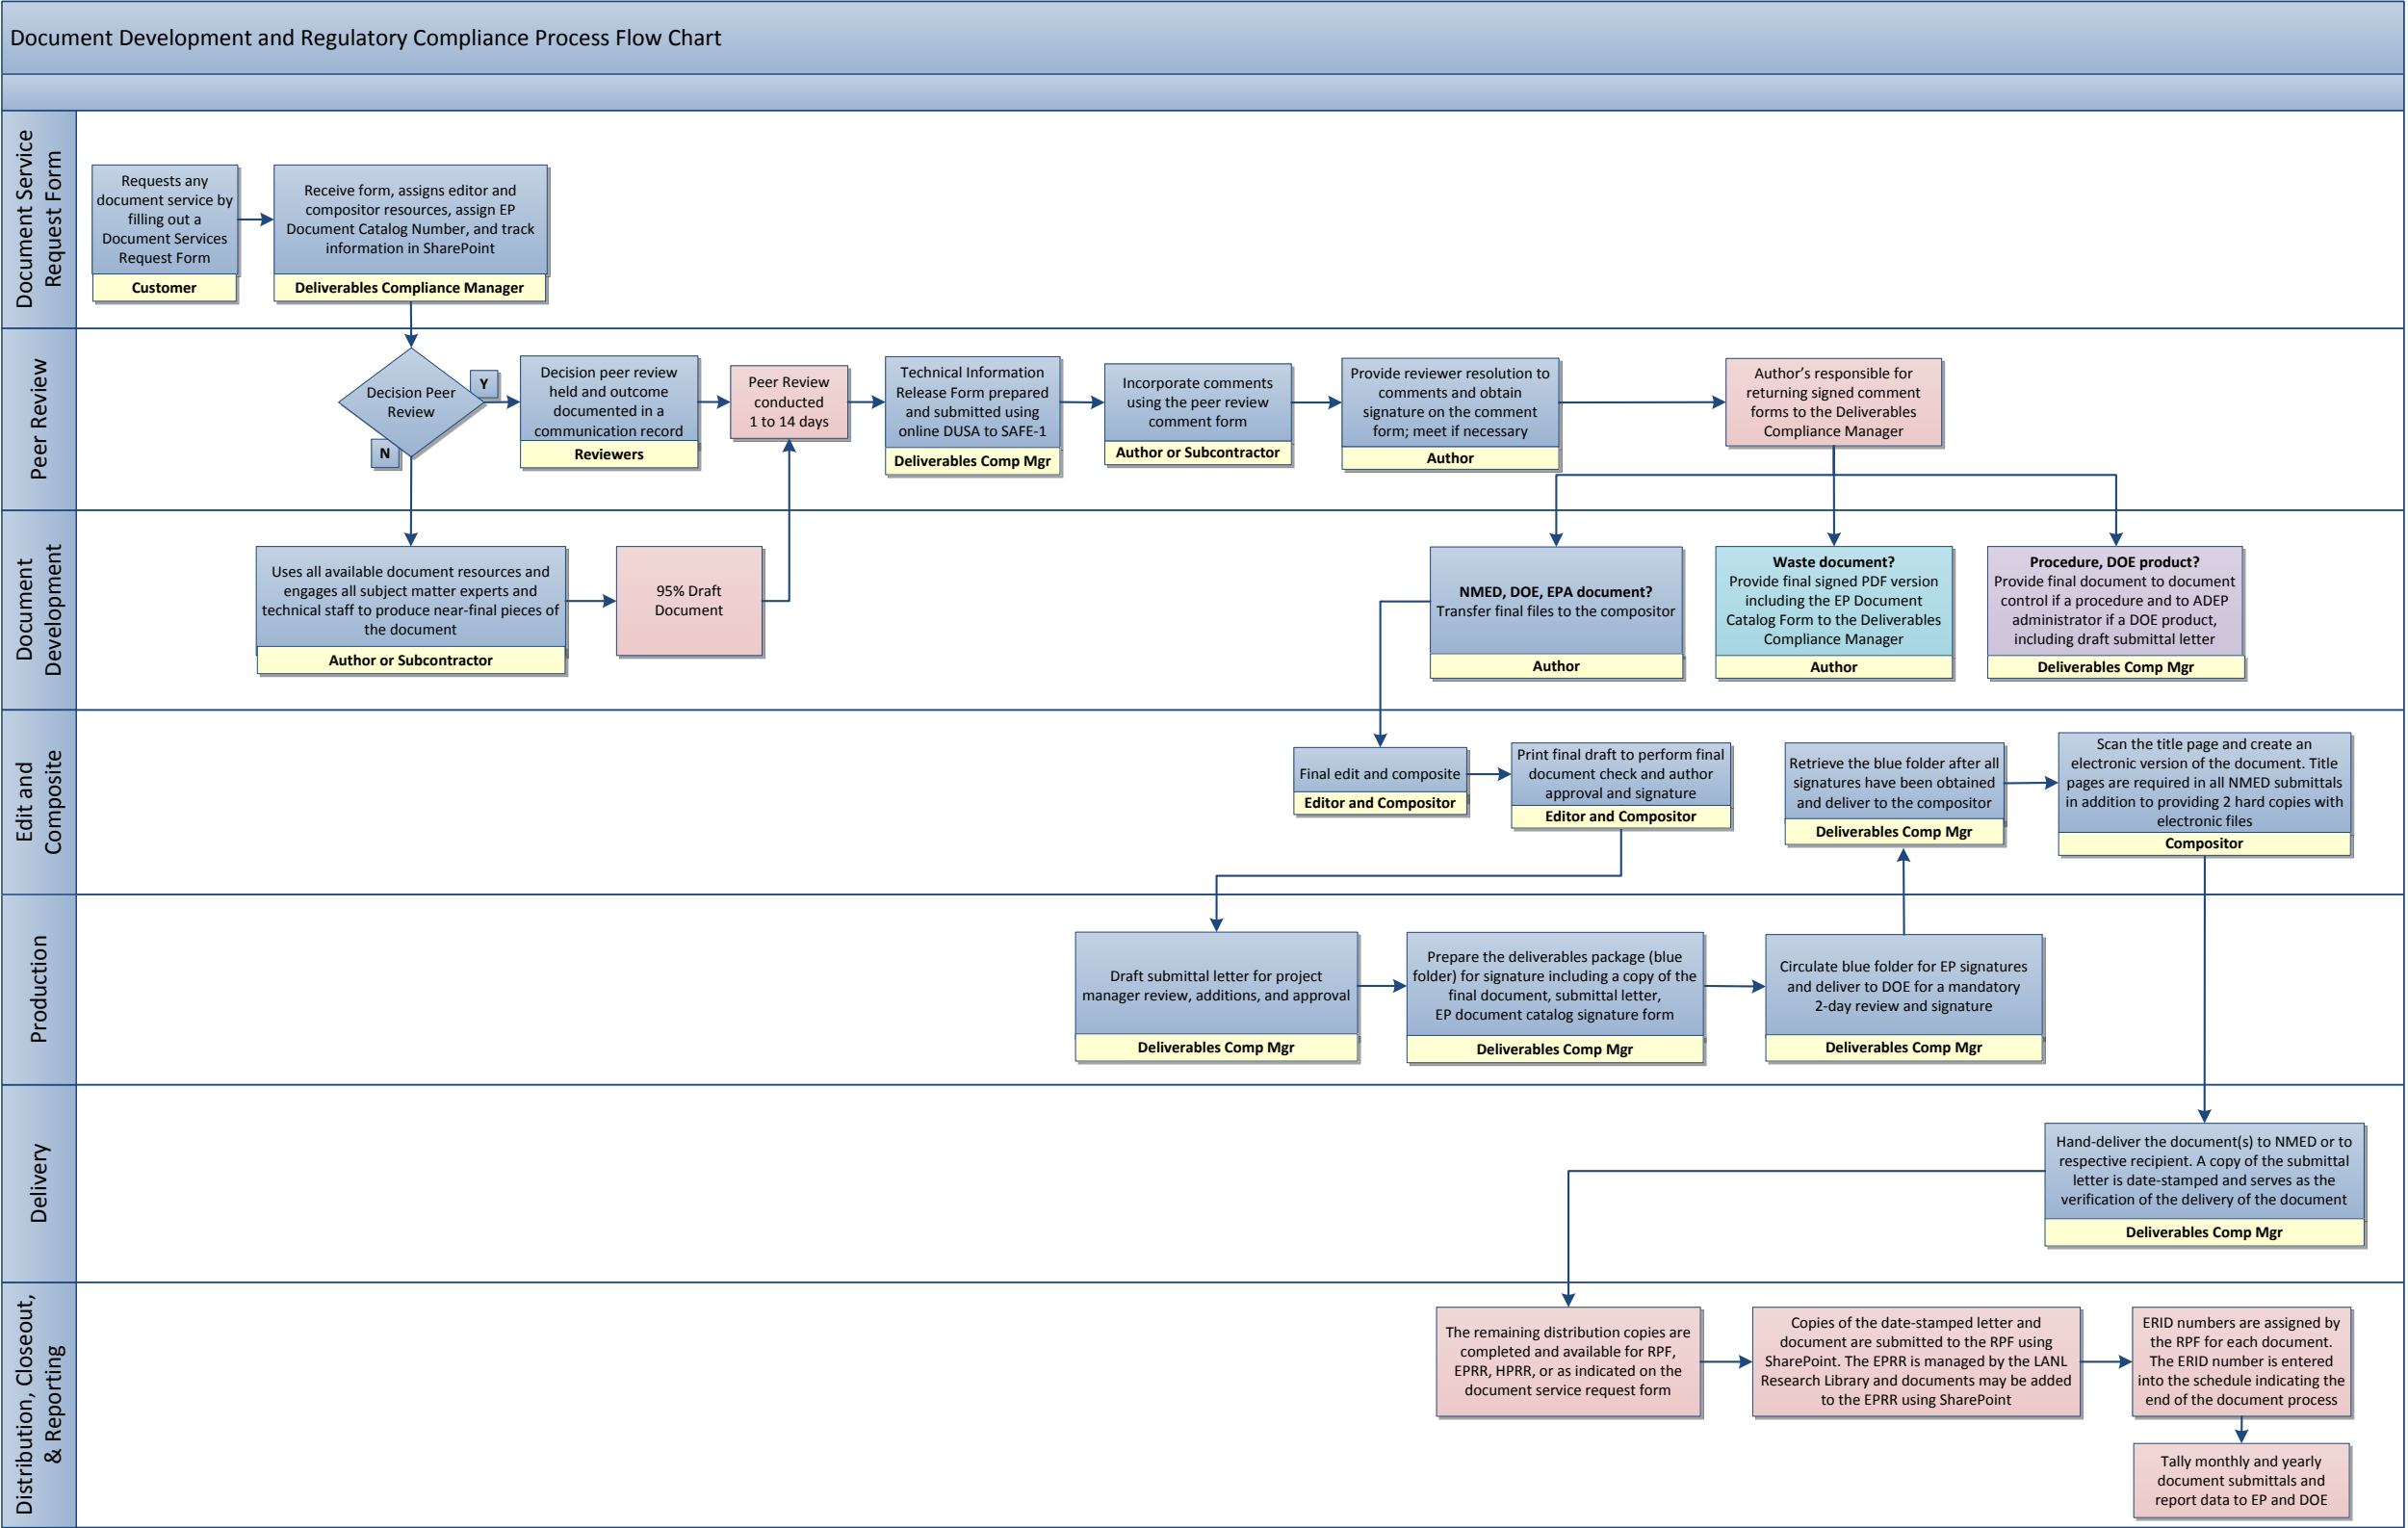 Document Development and Regulatory Compliance Process Flow Chart
Document Service
Request Form
Requests any
document service by
filling out a
Document Services
Request Form
Customer
Receive form, assigns editor and
compositor resources, assign EP
Document Catalog Number, and track
information in SharePoint
Deliverables Compliance Manager
Peer Review
Decision Peer
Review
Y
N
Decision peer review
held and outcome
documented in a
communication record
Reviewers
Peer Review
conducted
1 to 14 days
Technical Information
Release Form prepared
and submitted using
online DUSA to SAFE-1
Deliverables Comp Mgr
Incorporate comments
using the peer review
comment form
Author or Subcontractor
Provide reviewer resolution to
comments and obtain
signature on the comment
form; meet if necessary
Author
Author's responsible for
returning signed comment
forms to the Deliverables
Compliance Manager
Document
Development
Uses all available document resources and
engages all subject matter experts and
technical staff to produce near-final pieces of
the document
Author or Subcontractor
95% Draft
Document
NMED, DOE, EPA document?
Transfer final files to the compositor
Author
Waste document?
Provide final signed PDF version
including the EP Document
Catalog Form to the Deliverables
Compliance Manager
Author
Procedure, DOE product?
Provide final document to document
control if a procedure and to ADEP
administrator if a DOE product,
including draft submittal letter
Deliverables Comp Mgr
Edit and
Composite
Final edit and composite
Editor and Compositor
Print final draft to perform final
document check and author
approval and signature
Editor and Compositor
Retrieve the blue folder after all
signatures have been obtained
and deliver to the compositor
Deliverables Comp Mgr
Scan the title page and create an
electronic version of the document. Title
pages are required in all NMED submittals
in addition to providing 2 hard copies with
electronic files
Compositor
Production
Draft submittal letter for project
manager review, additions, and approval
Deliverables Comp Mgr
Prepare the deliverables package (blue
folder) for signature including a copy of the
final document, submittal letter,
EP document catalog signature form
Deliverables Comp Mgr
Circulate blue folder for EP signatures
and deliver to DOE for a mandatory
2-day review and signature
Deliverables Comp Mgr
Delivery
Hand-deliver the document(s) to NMED or to
respective recipient. A copy of the submittal
letter is date-stamped and serves as the
verification of the delivery of the document
Deliverables Comp Mgr
Distribution, Closeout,
& Reporting
The remaining distribution copies are
completed and available for RPF,
EPRR, HPRR, or as indicated on the
document service request form
Copies of the date-stamped letter and
document are submitted to the RPF using
SharePoint. The EPRR is managed by the LANL
Research Library and documents may be added
to the EPRR using SharePoint
ERID numbers are assigned by
the RPF for each document.
The ERID number is entered
into the schedule indicating the
end of the document process
Tally monthly and yearly
document submittals and
report data to EP and DOE